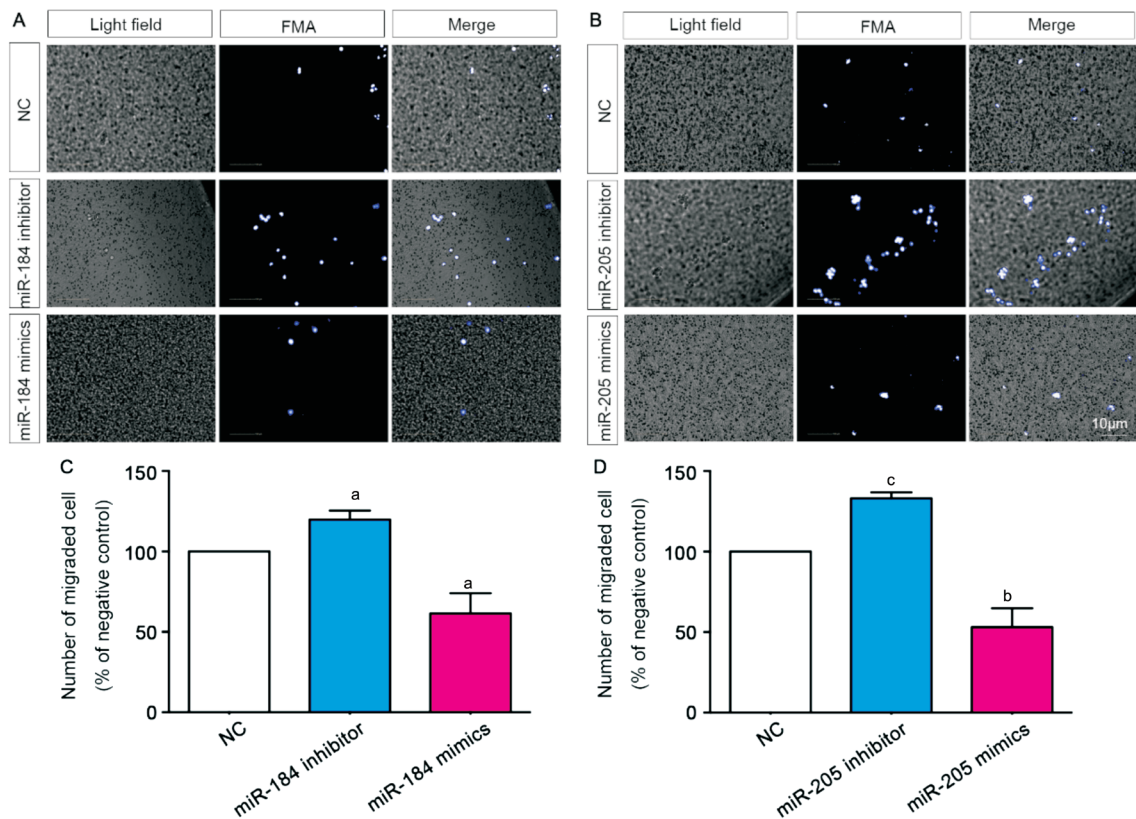 A
Light field
FMA
Merge
NC
miR-184 inhibitor
miR-184 mimics
B
Light field
FMA
Merge
NC
miR-205 inhibitor
miR-205 mimics
10μm
C
Number of migraded cell
(% of negative control)
150
100
50
0
a
a
NC
miR-184 inhibitor
miR-184 mimics
D
Number of migraded cell
(% of negative control)
150
100
50
0
c
b
NC
miR-205 inhibitor
miR-205 mimics